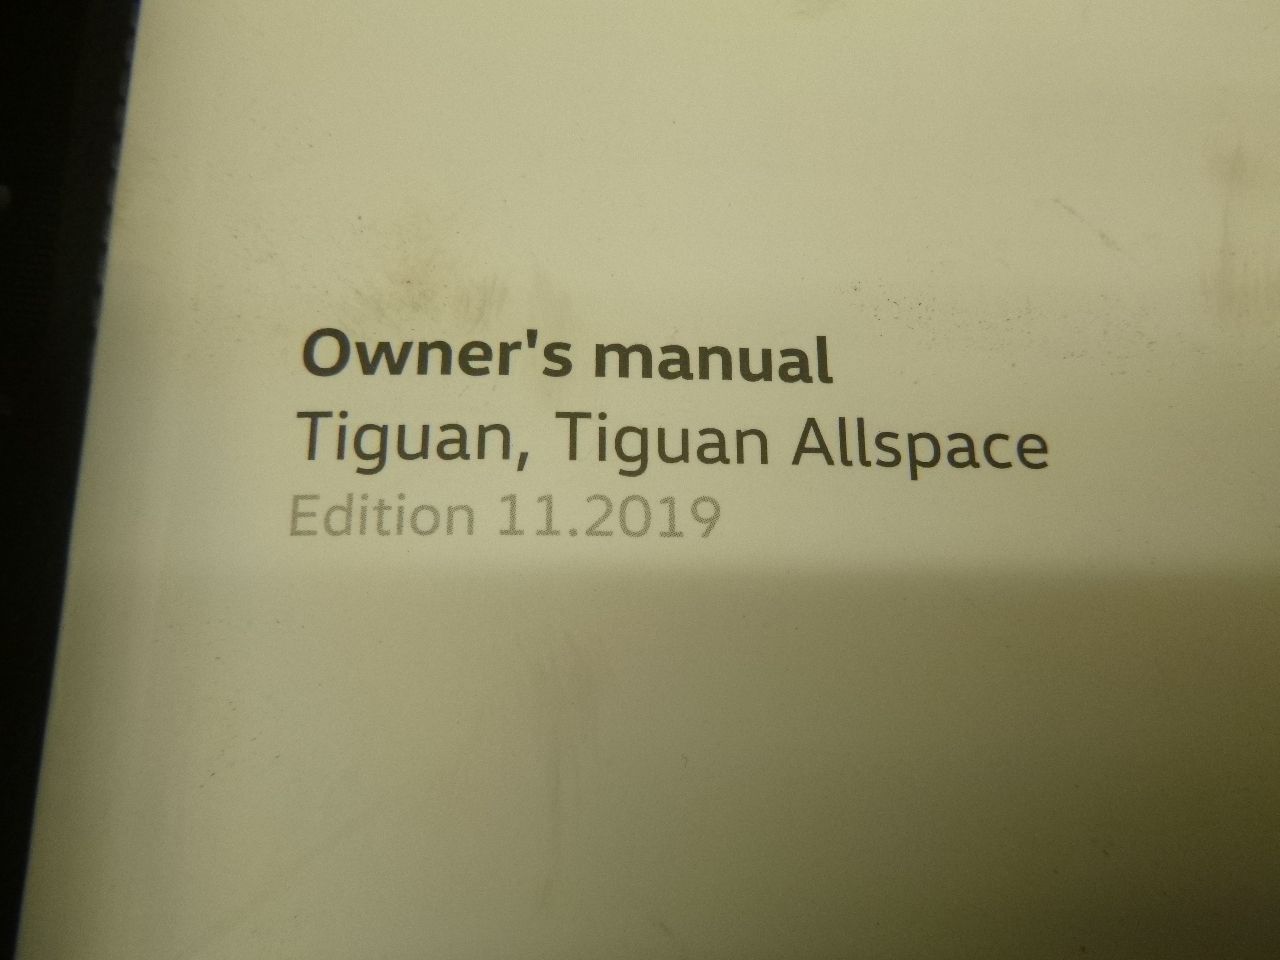 Owner's manual
Tiguan, Tiguan Allspace
Edition 11.2019